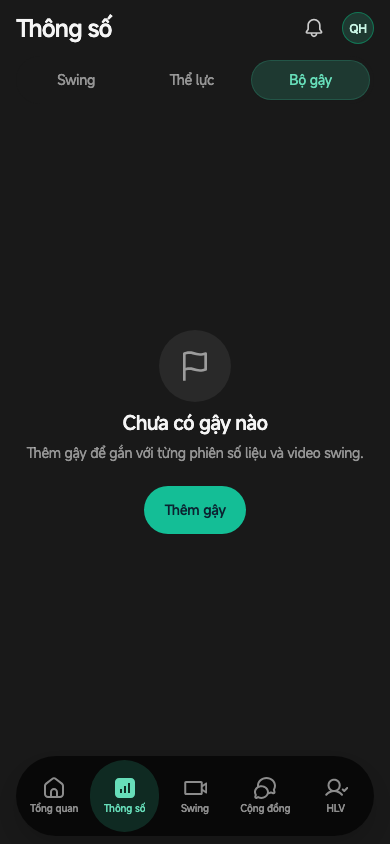 Thông số
QH
Swing
Thể lực
Bộ gậy
Chưa có gậy nào
Thêm gậy để gắn với từng phiên số liệu và video swing.
Thêm gậy
Tổng quan
Thông số
Swing
Cộng đồng
HLV